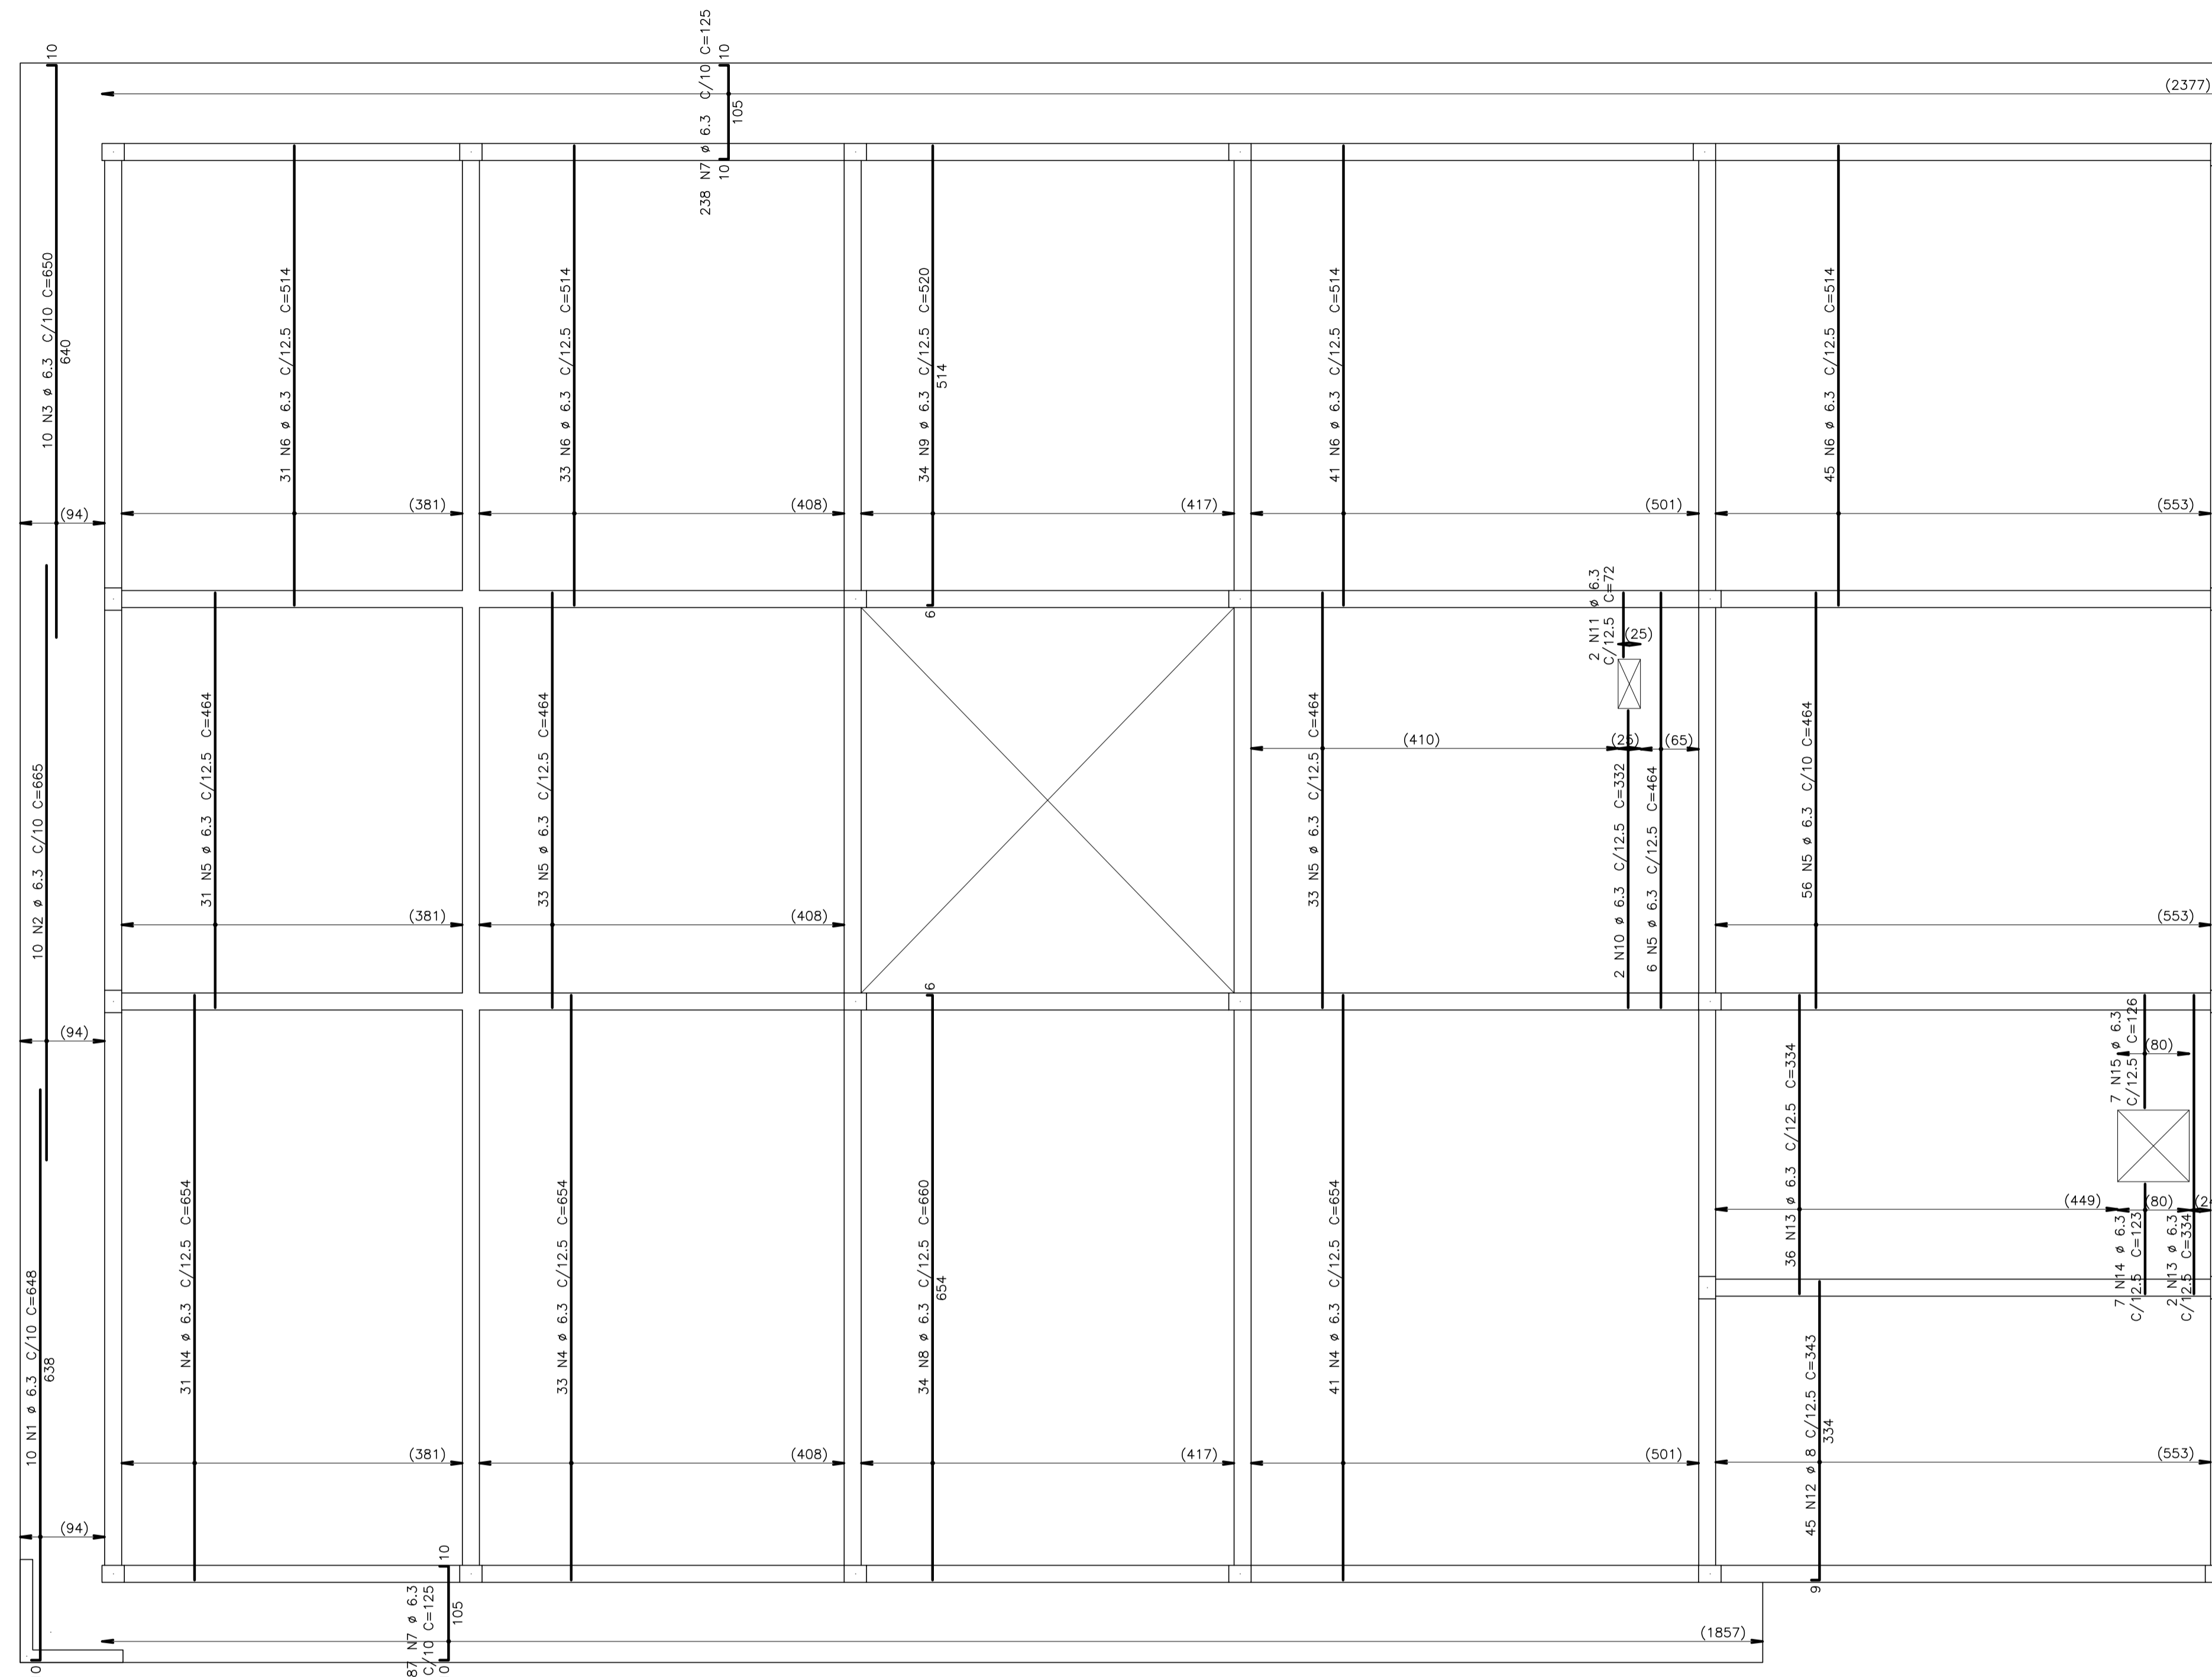 10 N3 ø 6.3 C/10 C=650
640
10
238 N7 ø 6.3 C/10 C=125
105
10
10
(2377)
31 N6 ø 6.3 C/12.5 C=514
33 N6 ø 6.3 C/12.5 C=514
34 N9 ø 6.3 C/12.5 C=520
514
6
41 N6 ø 6.3 C/12.5 C=514
45 N6 ø 6.3 C/12.5 C=514
(94)
(381)
(408)
(417)
(501)
(553)
10 N2 ø 6.3 C/10 C=665
31 N5 ø 6.3 C/12.5 C=464
33 N5 ø 6.3 C/12.5 C=464
33 N5 ø 6.3 C/12.5 C=464
2 N11 ø 6.3
C/12.5 C=72
(25)
(410)
(25)
(65)
2 N10 ø 6.3 C/12.5 C=332
6 N5 ø 6.3 C/12.5 C=464
56 N5 ø 6.3 C/10 C=464
(381)
(408)
(553)
(94)
10 N1 ø 6.3 C/10 C=648
638
31 N4 ø 6.3 C/12.5 C=654
33 N4 ø 6.3 C/12.5 C=654
34 N8 ø 6.3 C/12.5 C=660
654
6
41 N4 ø 6.3 C/12.5 C=654
36 N13 ø 6.3 C/12.5 C=334
7 N15 ø 6.3
C/12.5 C=126
(80)
(449)
(80)
7 N14 ø 6.3
C/12.5 C=123
2 N13 ø 6.3
C/12.5 C=334
45 N12 ø 8 C/12.5 C=343
334
9
(381)
(408)
(417)
(501)
(553)
(94)
87 N7 ø 6.3
C/10 C=125
105
10
0
0
(1857)